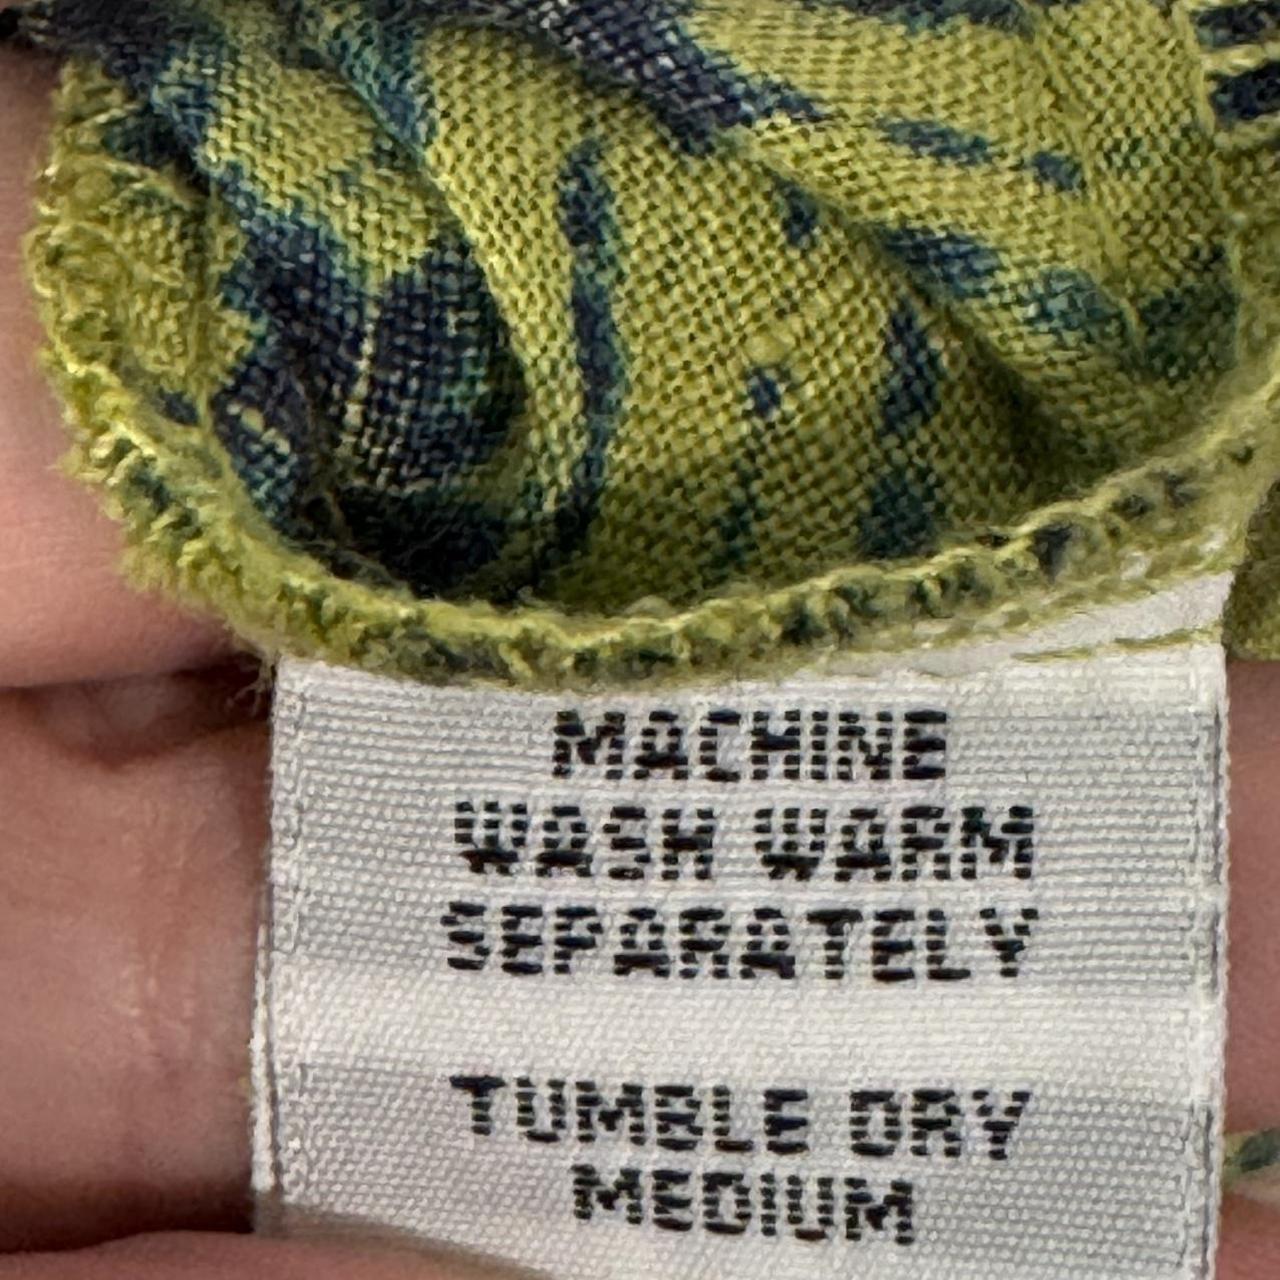 MACHINE
WASH WARM
SEPARATELY
TUMBLE DRY
MEDIUM